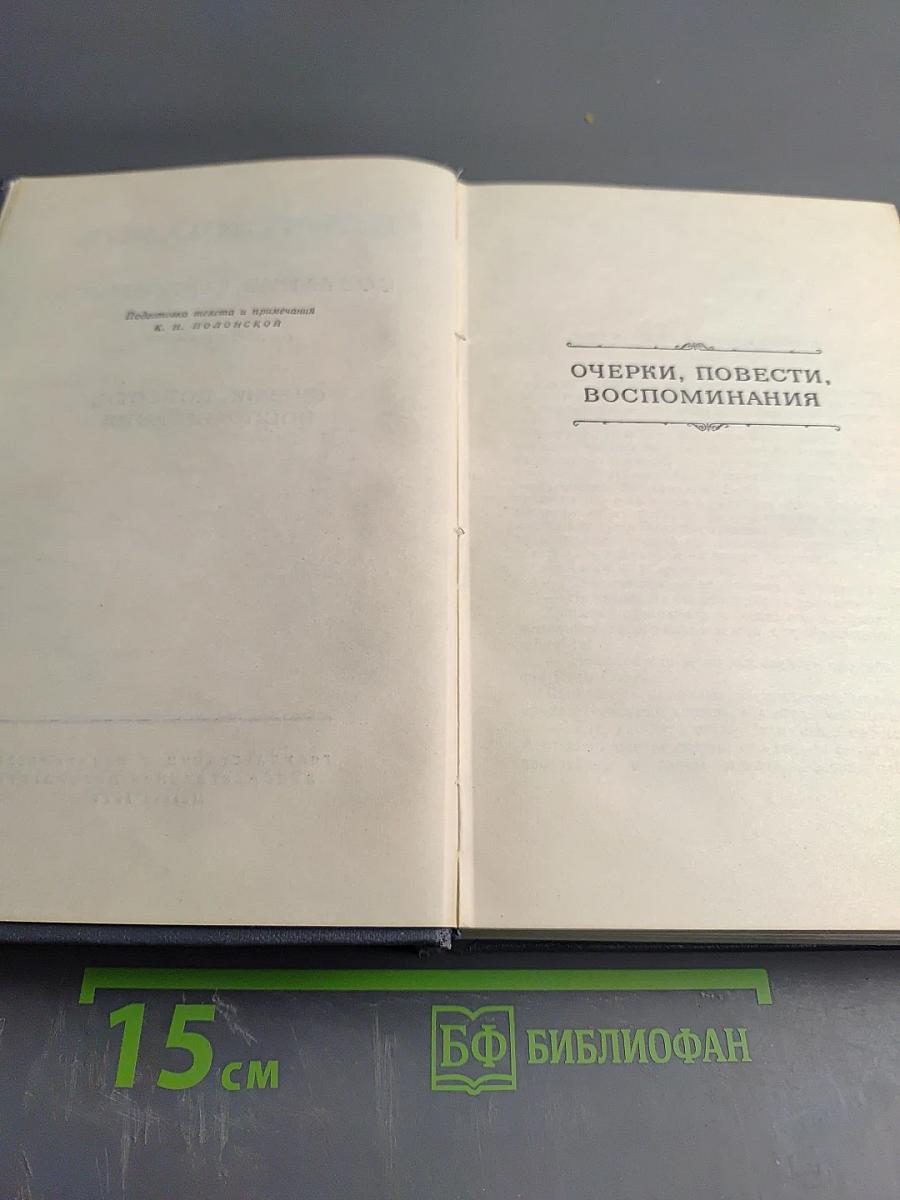 Подготовка текста и примечания
К. Н. ПОЛОНСКОЙ
ОЧЕРКИ, ПОВЕСТИ,
ВОСПОМИНАНИЯ
15 см
БФ БИБЛИОФАН